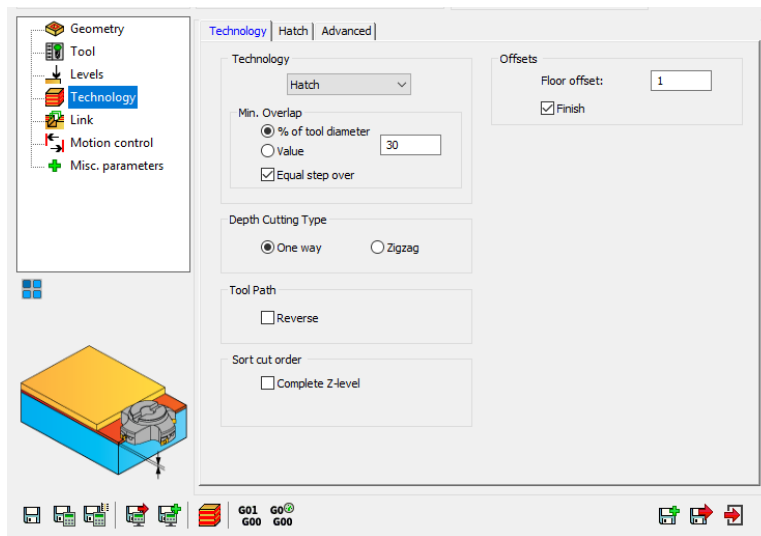 Geometry
Tool
Levels
Technology
Link
Motion control
Misc. parameters
Technology Hatch Advanced
Technology
Hatch
Min. Overlap
% of tool diameter
Value
30
Equal step over
Depth Cutting Type
One way Zigzag
Tool Path
Reverse
Sort cut order
Complete Z-level
Offsets
Floor offset: 1
Finish
G01 G0
G00 G00